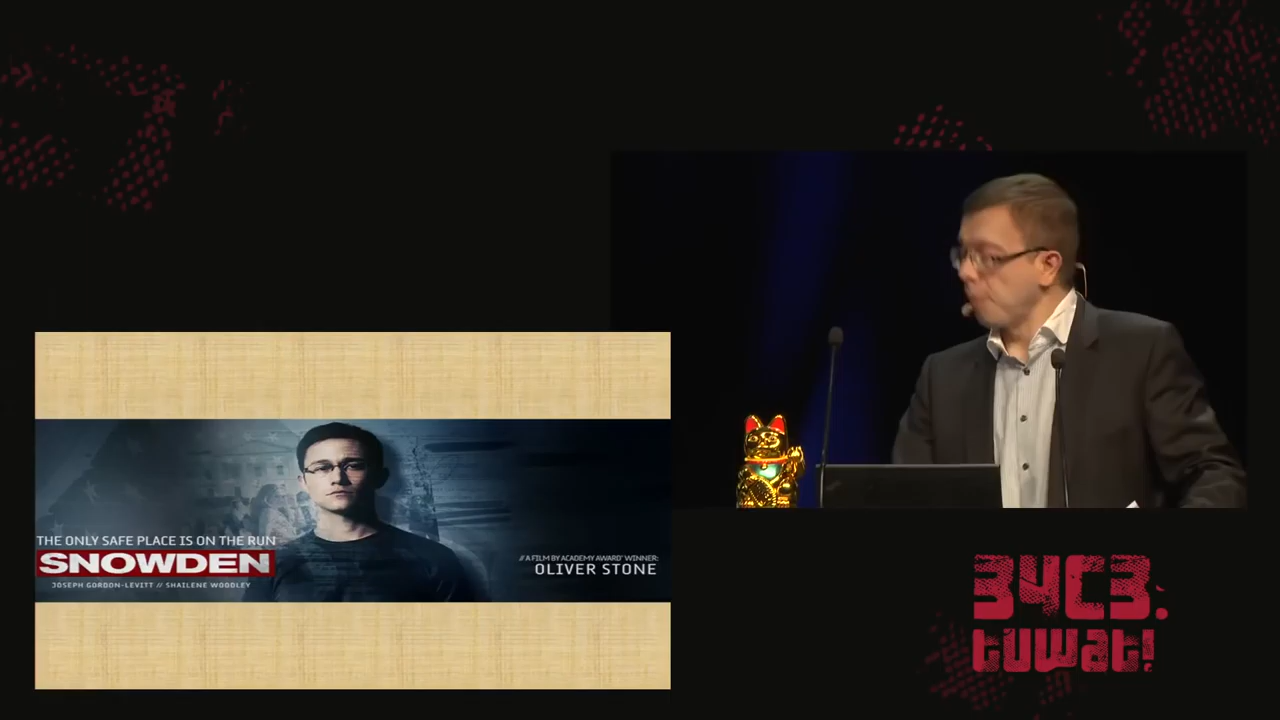 THE ONLY SAFE PLACE IS ON THE RUN
SNOWDEN
JOSEPH GORDON-LEVITT // SHAILENE WOODLEY
// A FILM BY ACADEMY AWARD® WINNER:
OLIVER STONE
34C3:
tuwat!